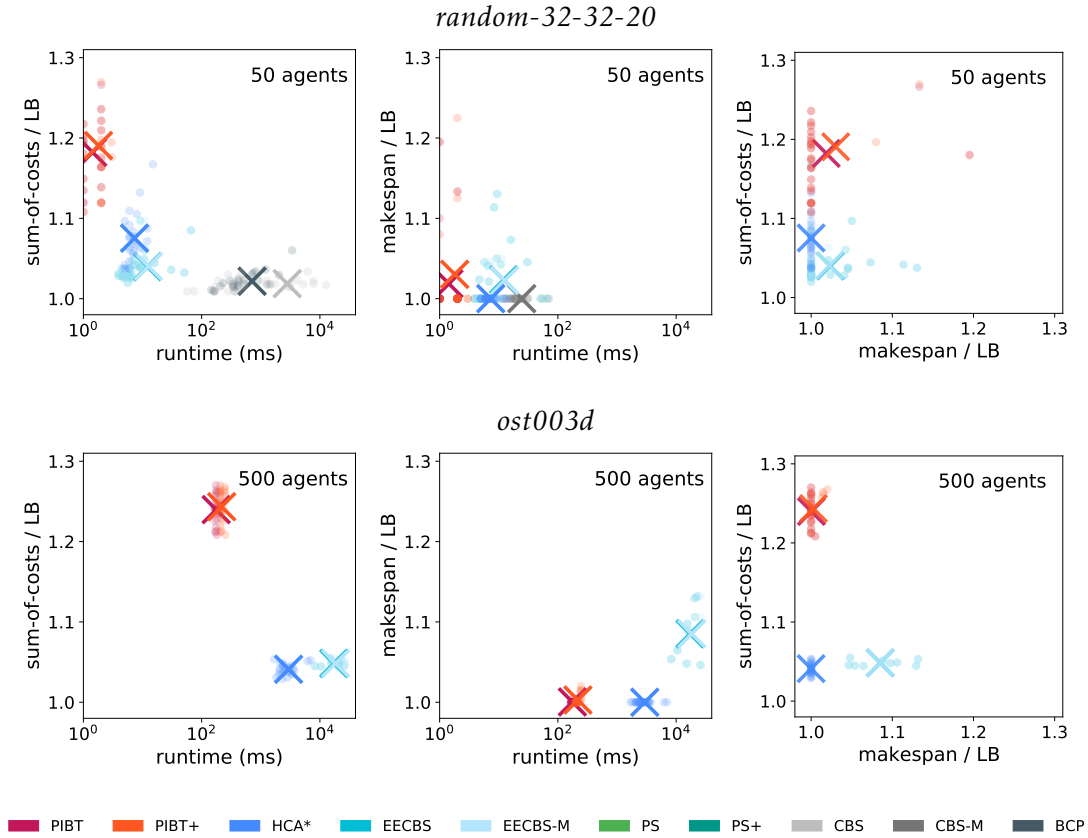 random-32-32-20
1.3
1.2
1.1
1.0
sum-of-costs / LB
50 agents
10^0
10^2
10^4
runtime (ms)
1.3
1.2
1.1
1.0
makespan / LB
50 agents
10^0
10^2
10^4
runtime (ms)
1.3
1.2
1.1
1.0
sum-of-costs / LB
50 agents
1.0
1.1
1.2
1.3
makespan / LB
ost003d
1.3
1.2
1.1
1.0
sum-of-costs / LB
500 agents
10^0
10^2
10^4
runtime (ms)
1.3
1.2
1.1
1.0
makespan / LB
500 agents
10^0
10^2
10^4
runtime (ms)
1.3
1.2
1.1
1.0
sum-of-costs / LB
500 agents
1.0
1.1
1.2
1.3
makespan / LB
PIBT PIBT+ HCA* EECBS EECBS-M PS PS+ CBS CBS-M BCP